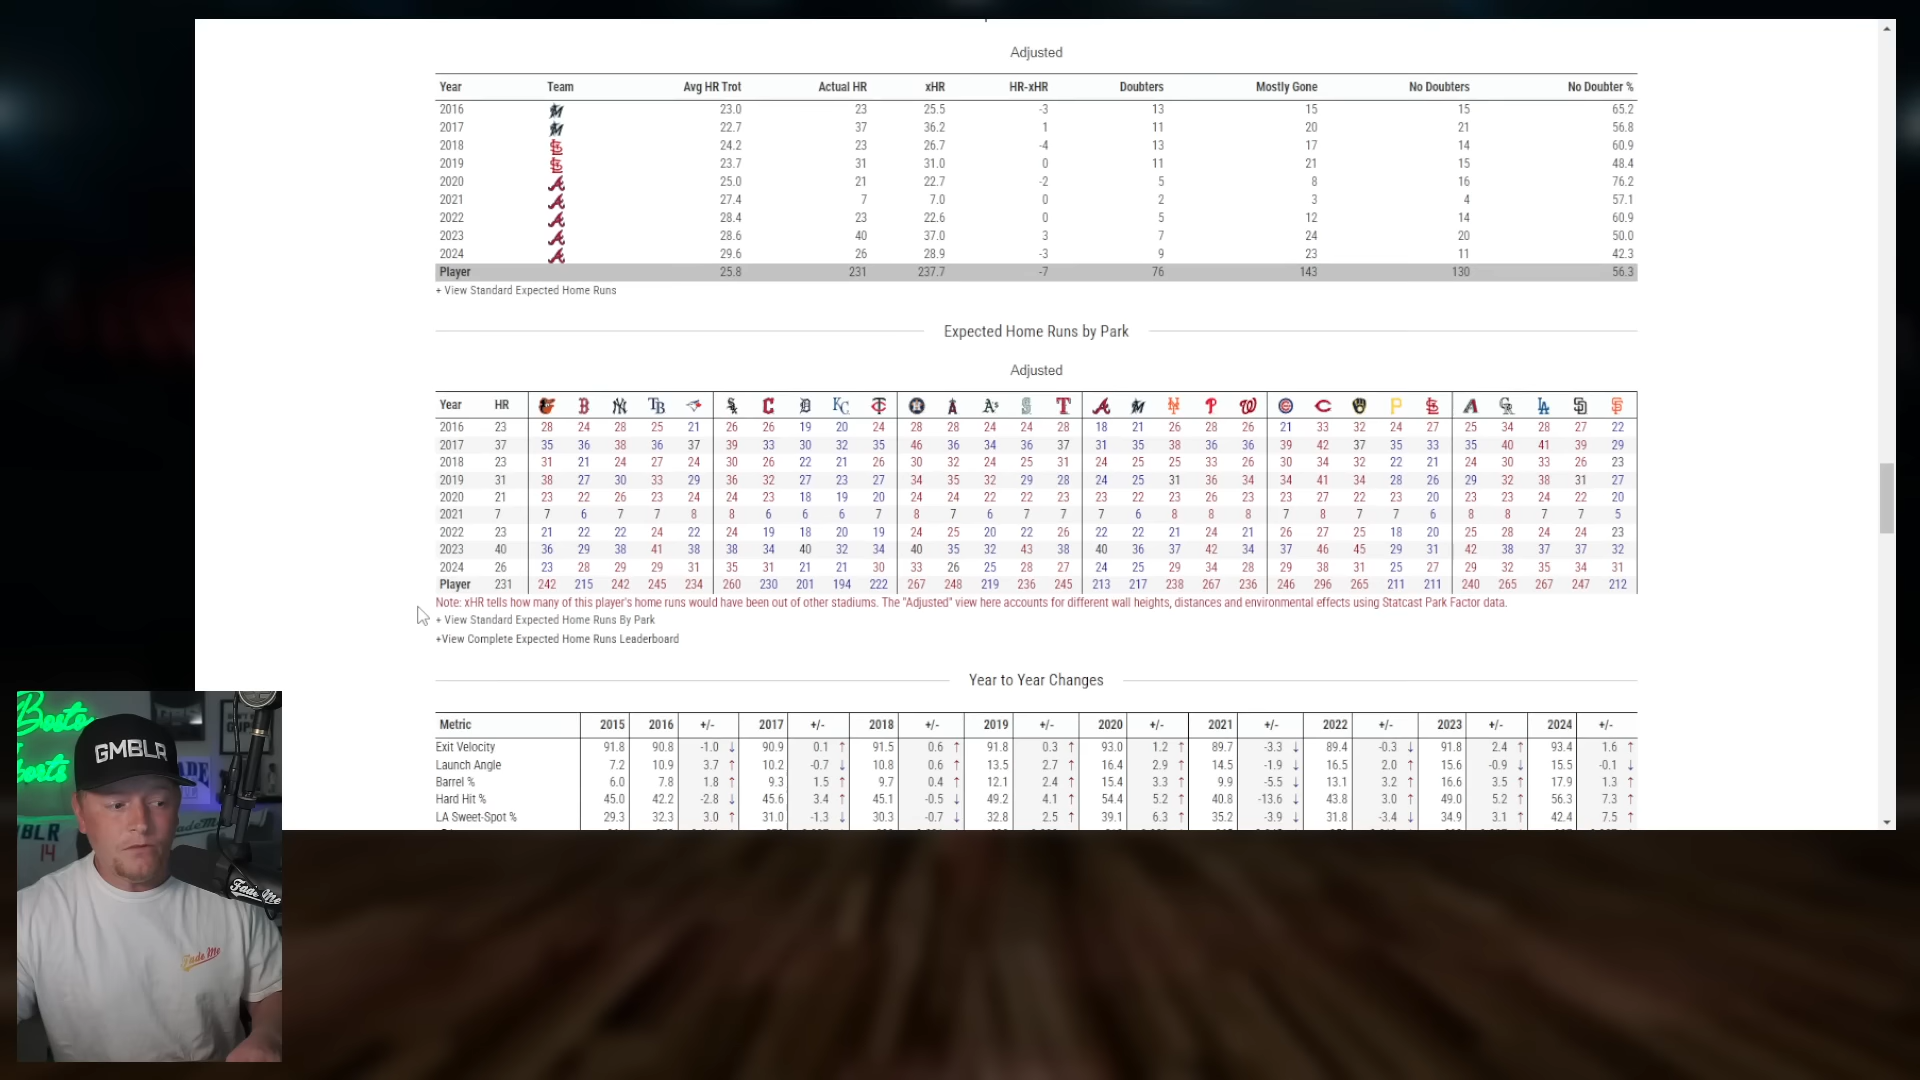 Adjusted
Year Team Avg HR Trot Actual HR xHR HR-xHR Doubters Mostly Gone No Doubters No Doubter %
2016 23.0 23 25.5 -3 13 15 15 65.2
2017 22.7 37 36.2 1 11 20 21 56.8
2018 24.2 23 26.7 -4 13 17 14 60.9
2019 23.7 31 31.0 0 11 21 15 48.4
2020 25.0 21 22.7 -2 5 8 16 76.2
2021 27.4 7 7.0 0 2 3 4 57.1
2022 28.4 23 22.6 0 5 12 14 60.9
2023 28.6 40 37.0 3 7 24 20 50.0
2024 29.6 26 28.9 -3 9 23 11 42.3
Player 25.8 231 237.7 -7 76 143 130 56.3
+ View Standard Expected Home Runs
Expected Home Runs by Park
Adjusted
Year HR
2016 23 28 24 28 25 21 26 26 19 20 24 28 28 24 24 28 18 21 26 28 26 21 33 32 24 27 25 34 28 27 22
2017 37 35 36 38 36 37 39 33 30 32 35 46 36 34 36 37 31 35 38 36 36 39 42 37 35 33 35 40 41 39 29
2018 23 31 21 24 27 24 30 26 22 21 26 30 32 24 25 31 24 25 25 33 26 30 34 32 22 21 24 30 33 26 23
2019 31 38 27 30 33 29 36 32 27 23 27 34 35 32 29 28 24 25 31 36 34 34 41 34 28 26 29 32 38 31 27
2020 21 23 22 26 23 24 24 23 18 19 20 24 24 22 22 23 23 22 23 26 23 23 27 22 23 20 23 23 24 22 20
2021 7 7 6 7 7 8 8 6 6 6 7 8 7 6 7 7 7 6 8 8 8 7 8 7 7 6 8 8 7 7 5
2022 23 21 22 22 24 22 24 19 18 20 19 24 25 20 22 26 22 22 21 24 21 26 27 25 18 20 25 28 24 24 23
2023 40 36 29 38 41 38 38 34 40 32 34 40 35 32 43 38 40 36 37 42 34 37 46 45 29 31 42 38 37 37 32
2024 26 23 28 29 29 31 35 31 21 21 30 33 26 25 28 27 24 25 29 34 28 29 38 31 25 27 29 32 35 34 31
Player 231 242 215 242 245 234 260 230 201 194 222 267 248 219 236 245 213 217 238 267 236 246 296 265 211 211 240 265 267 247 212
Note: xHR tells how many of this player's home runs would have been out of other stadiums. The "Adjusted" view here accounts for different wall heights, distances and environmental effects using Statcast Park Factor data.
+ View Standard Expected Home Runs By Park
+View Complete Expected Home Runs Leaderboard
Year to Year Changes
Metric 2015 2016 +/- 2017 +/- 2018 +/- 2019 +/- 2020 +/- 2021 +/- 2022 +/- 2023 +/- 2024 +/-
Exit Velocity 91.8 90.8 -1.0 ↓ 90.9 0.1 ↑ 91.5 0.6 ↑ 91.8 0.3 ↑ 93.0 1.2 ↑ 89.7 -3.3 ↓ 89.4 -0.3 ↓ 91.8 2.4 ↑ 93.4 1.6 ↑
Launch Angle 7.2 10.9 3.7 ↑ 10.2 -0.7 ↓ 10.8 0.6 ↑ 13.5 2.7 ↑ 16.4 2.9 ↑ 14.5 -1.9 ↓ 16.5 2.0 ↑ 15.6 -0.9 ↓ 15.5 -0.1 ↓
Barrel % 6.0 7.8 1.8 ↑ 9.3 1.5 ↑ 9.7 0.4 ↑ 12.1 2.4 ↑ 15.4 3.3 ↑ 9.9 -5.5 ↓ 13.1 3.2 ↑ 16.6 3.5 ↑ 17.9 1.3 ↑
Hard Hit % 45.0 42.2 -2.8 ↓ 45.6 3.4 ↑ 45.1 -0.5 ↓ 49.2 4.1 ↑ 54.4 5.2 ↑ 40.8 -13.6 ↓ 43.8 3.0 ↑ 49.0 5.2 ↑ 56.3 7.3 ↑
LA Sweet-Spot % 29.3 32.3 3.0 ↑ 31.0 -1.3 ↓ 30.3 -0.7 ↓ 32.8 2.5 ↑ 39.1 6.3 ↑ 35.2 -3.9 ↓ 31.8 -3.4 ↓ 34.9 3.1 ↑ 42.4 7.5 ↑
GMBLR
BLR
14
Fade Me
Fade Me